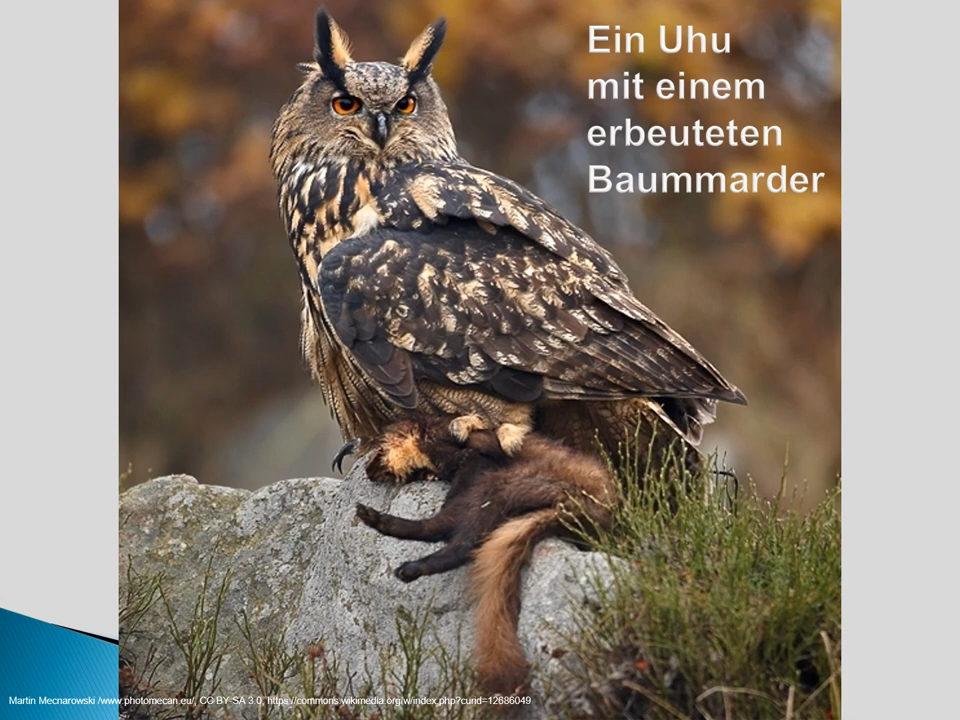 Ein Uhu
mit einem
erbeuteten
Baummarder
Martin Mecnarowski /www.photomecan.eu/, CC BY-SA 3.0, https://commons.wikimedia.org/w/index.php?curid=12686049